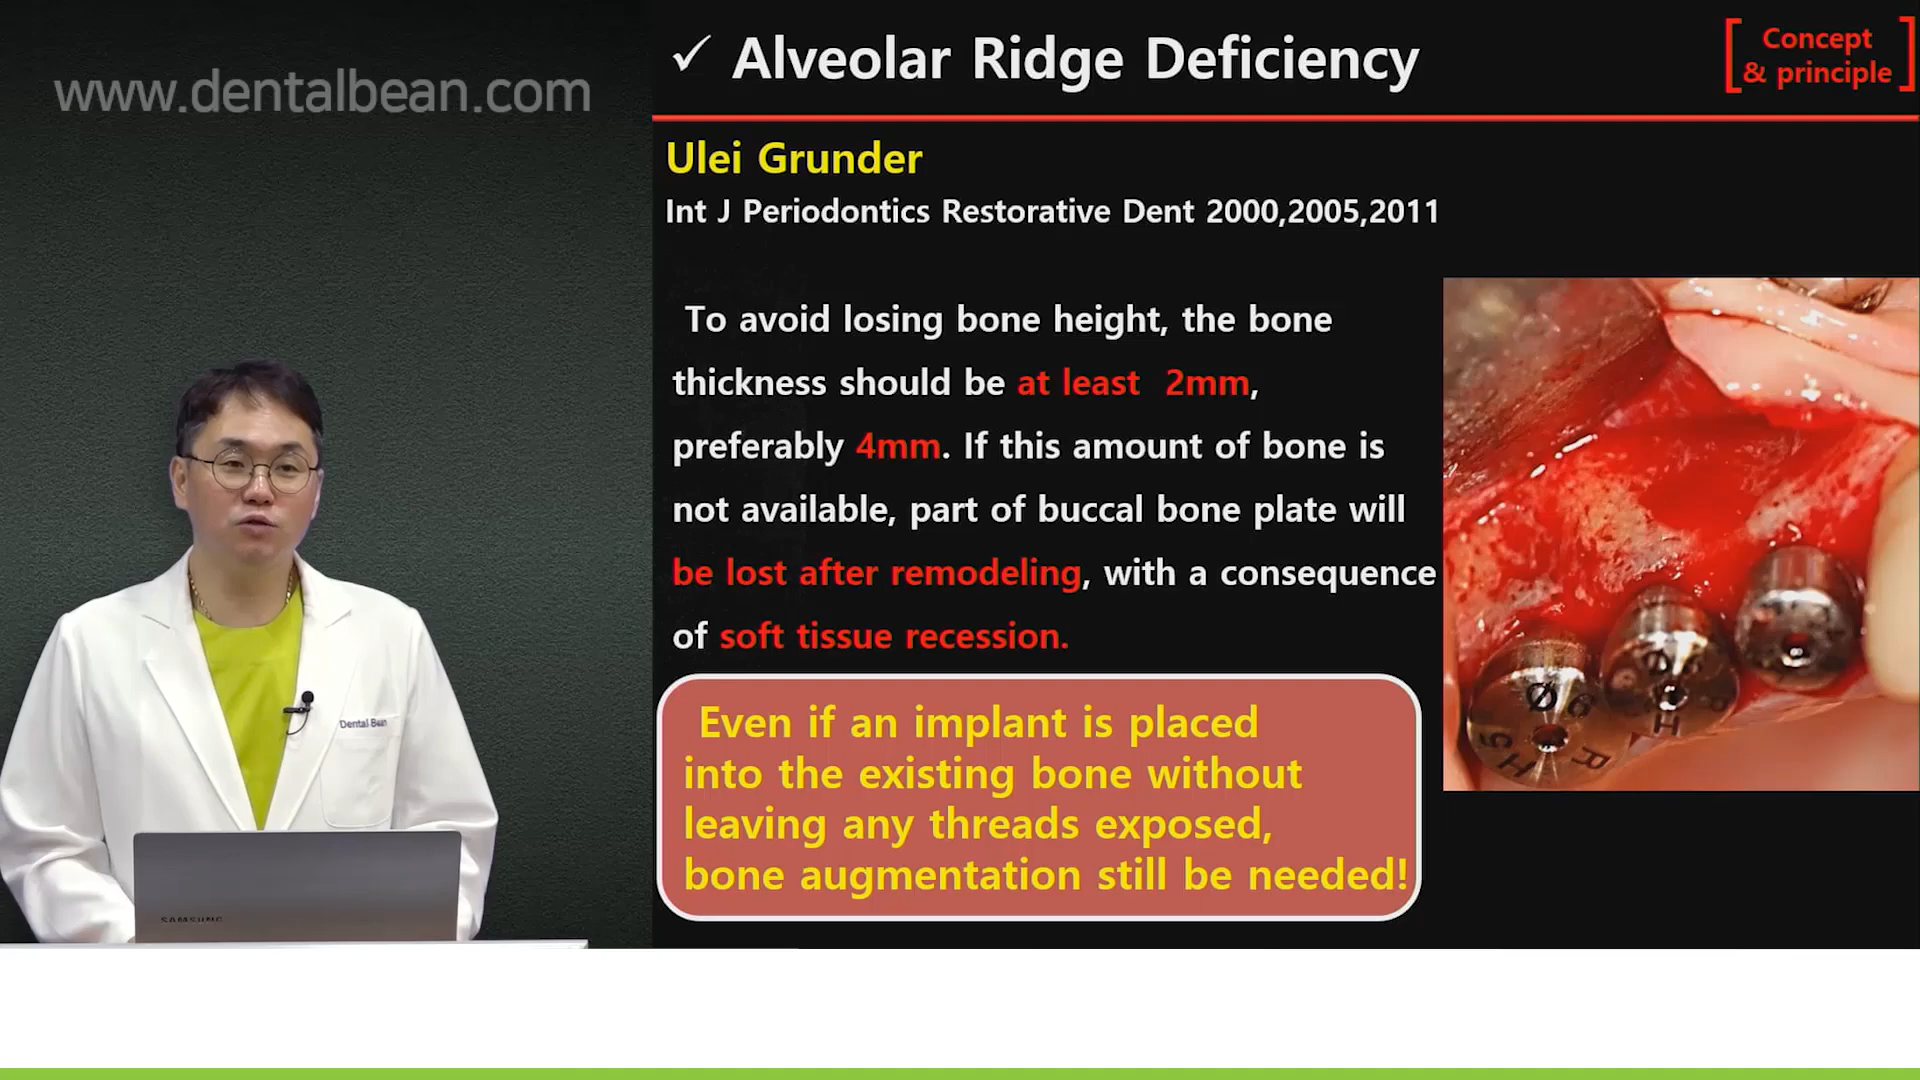 www.dentalbean.com
✓ Alveolar Ridge Deficiency
[Concept
& principle]
Ulei Grunder
Int J Periodontics Restorative Dent 2000,2005,2011
To avoid losing bone height, the bone
thickness should be at least 2mm,
preferably 4mm. If this amount of bone is
not available, part of buccal bone plate will
be lost after remodeling, with a consequence
of soft tissue recession.
Even if an implant is placed
into the existing bone without
leaving any threads exposed,
bone augmentation still be needed!
Dental Bean
SAMSUNG
Ø6
H5
R
H